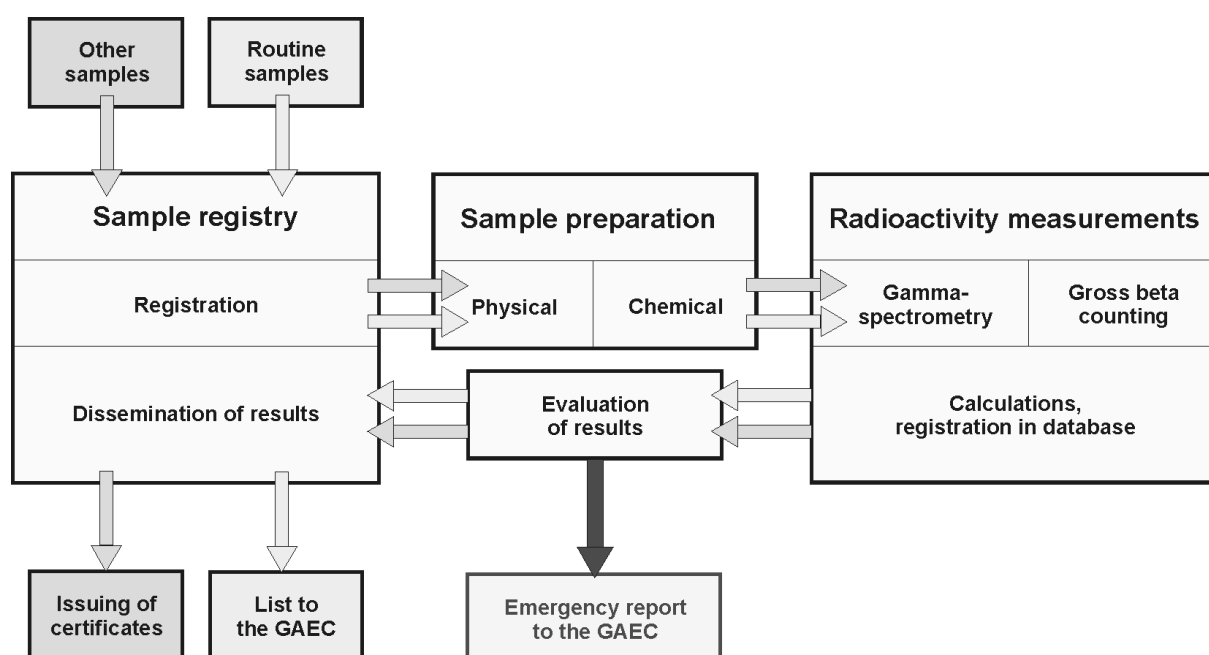 Other
samples
Routine
samples
Sample registry
Sample preparation
Radioactivity measurements
Registration
Physical
Chemical
Gamma-
spectrometry
Gross beta
counting
Dissemination of results
Evaluation
of results
Calculations,
registration in database
Issuing of
certificates
List to
the GAEC
Emergency report
to the GAEC